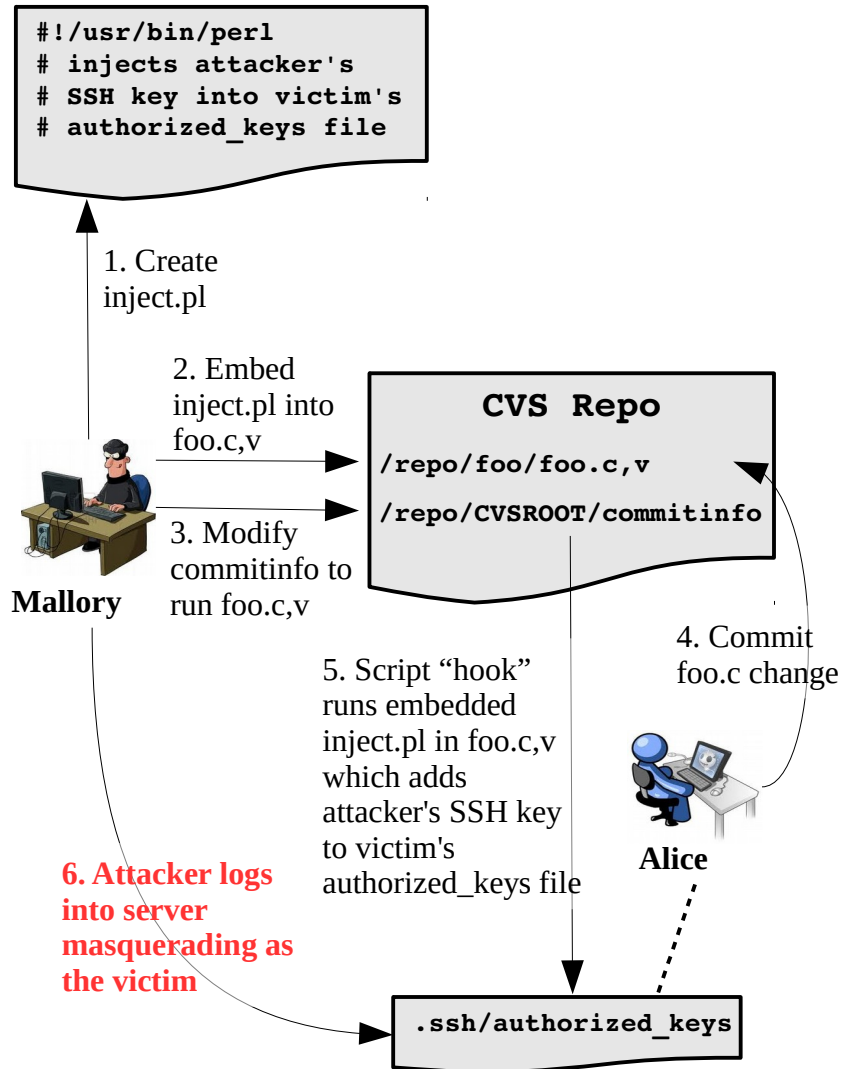 #!/usr/bin/perl
# injects attacker's
# SSH key into victim's
# authorized_keys file
1. Create
inject.pl
2. Embed
inject.pl into
foo.c,v
CVS Repo
/repo/foo/foo.c,v
/repo/CVSROOT/commitinfo
3. Modify
commitinfo to
run foo.c,v
Mallory
4. Commit
foo.c change
5. Script “hook”
runs embedded
inject.pl in foo.c,v
which adds
attacker's SSH key
to victim's
authorized_keys file
Alice
6. Attacker logs
into server
masquerading as
the victim
.ssh/authorized_keys